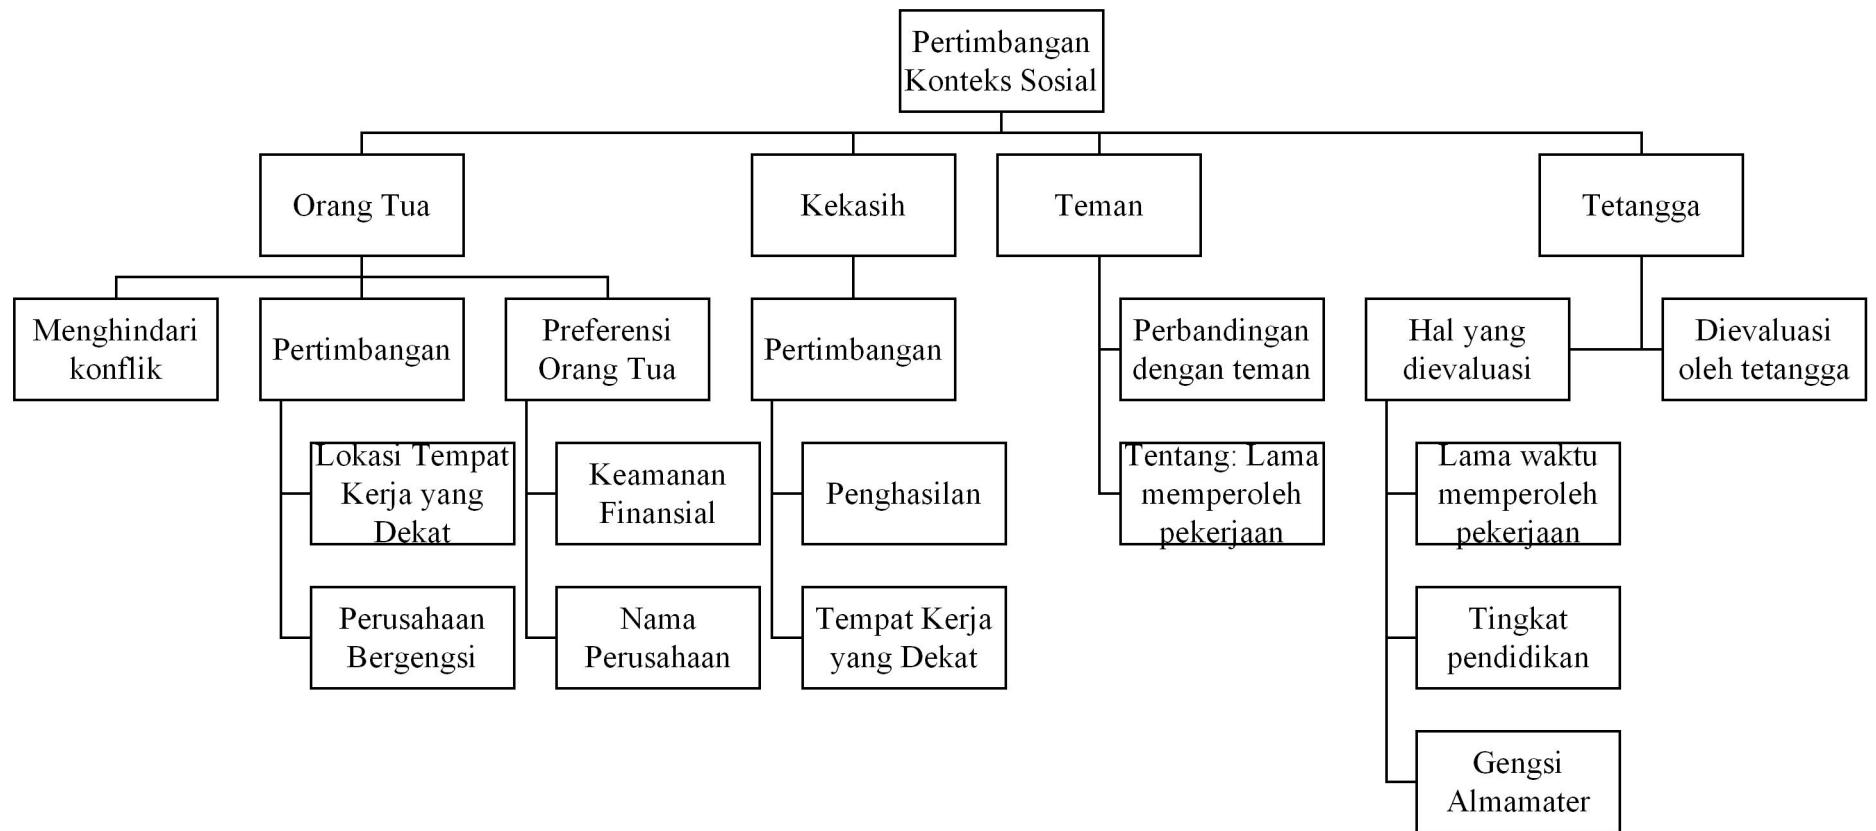 Pertimbangan
Konteks Sosial
Orang Tua
Kekasih
Teman
Tetangga
Menghindari
konflik
Pertimbangan
Preferensi
Orang Tua
Pertimbangan
Perbandingan
dengan teman
Hal yang
dievaluasi
Dievaluasi
oleh tetangga
Lokasi Tempat
Kerja yang
Dekat
Keamanan
Finansial
Penghasilan
Tentang: Lama
memperoleh
pekerjaan
Lama waktu
memperoleh
pekerjaan
Perusahaan
Bergengsi
Nama
Perusahaan
Tempat Kerja
yang Dekat
Tingkat
pendidikan
Gengsi
Almamater